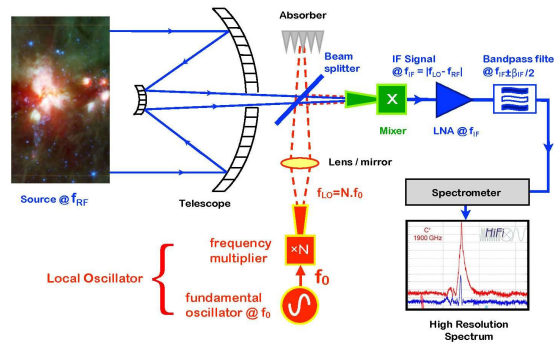 Absorber
Beam
splitter
IF Signal
@ fIF = |fLO- fRF|
Bandpass filte
@ fIF±βIF/2
X
Mixer
LNA @ fIF
Lens / mirror
Source @ fRF
Telescope
fLO=N.f0
Spectrometer
frequency
multiplier
×N
Local Oscillator
f0
fundamental
oscillator @ f0
C+
1900 GHz
HiFi
High Resolution
Spectrum